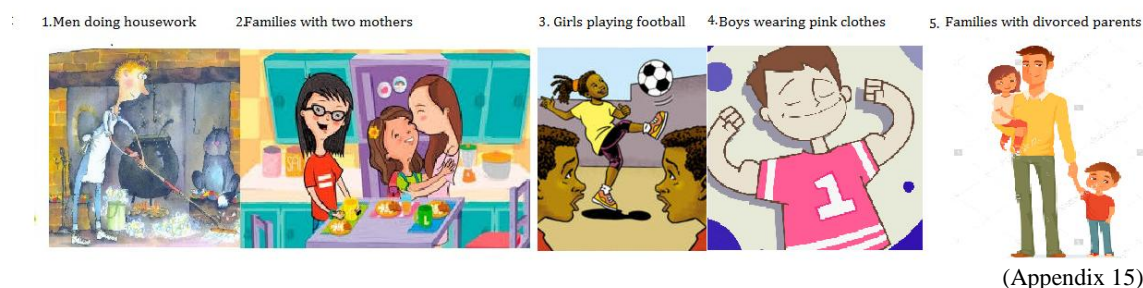 1.Men doing housework
2.Families with two mothers
3. Girls playing football
4.Boys wearing pink clothes
5. Families with divorced parents
1
(Appendix 15)